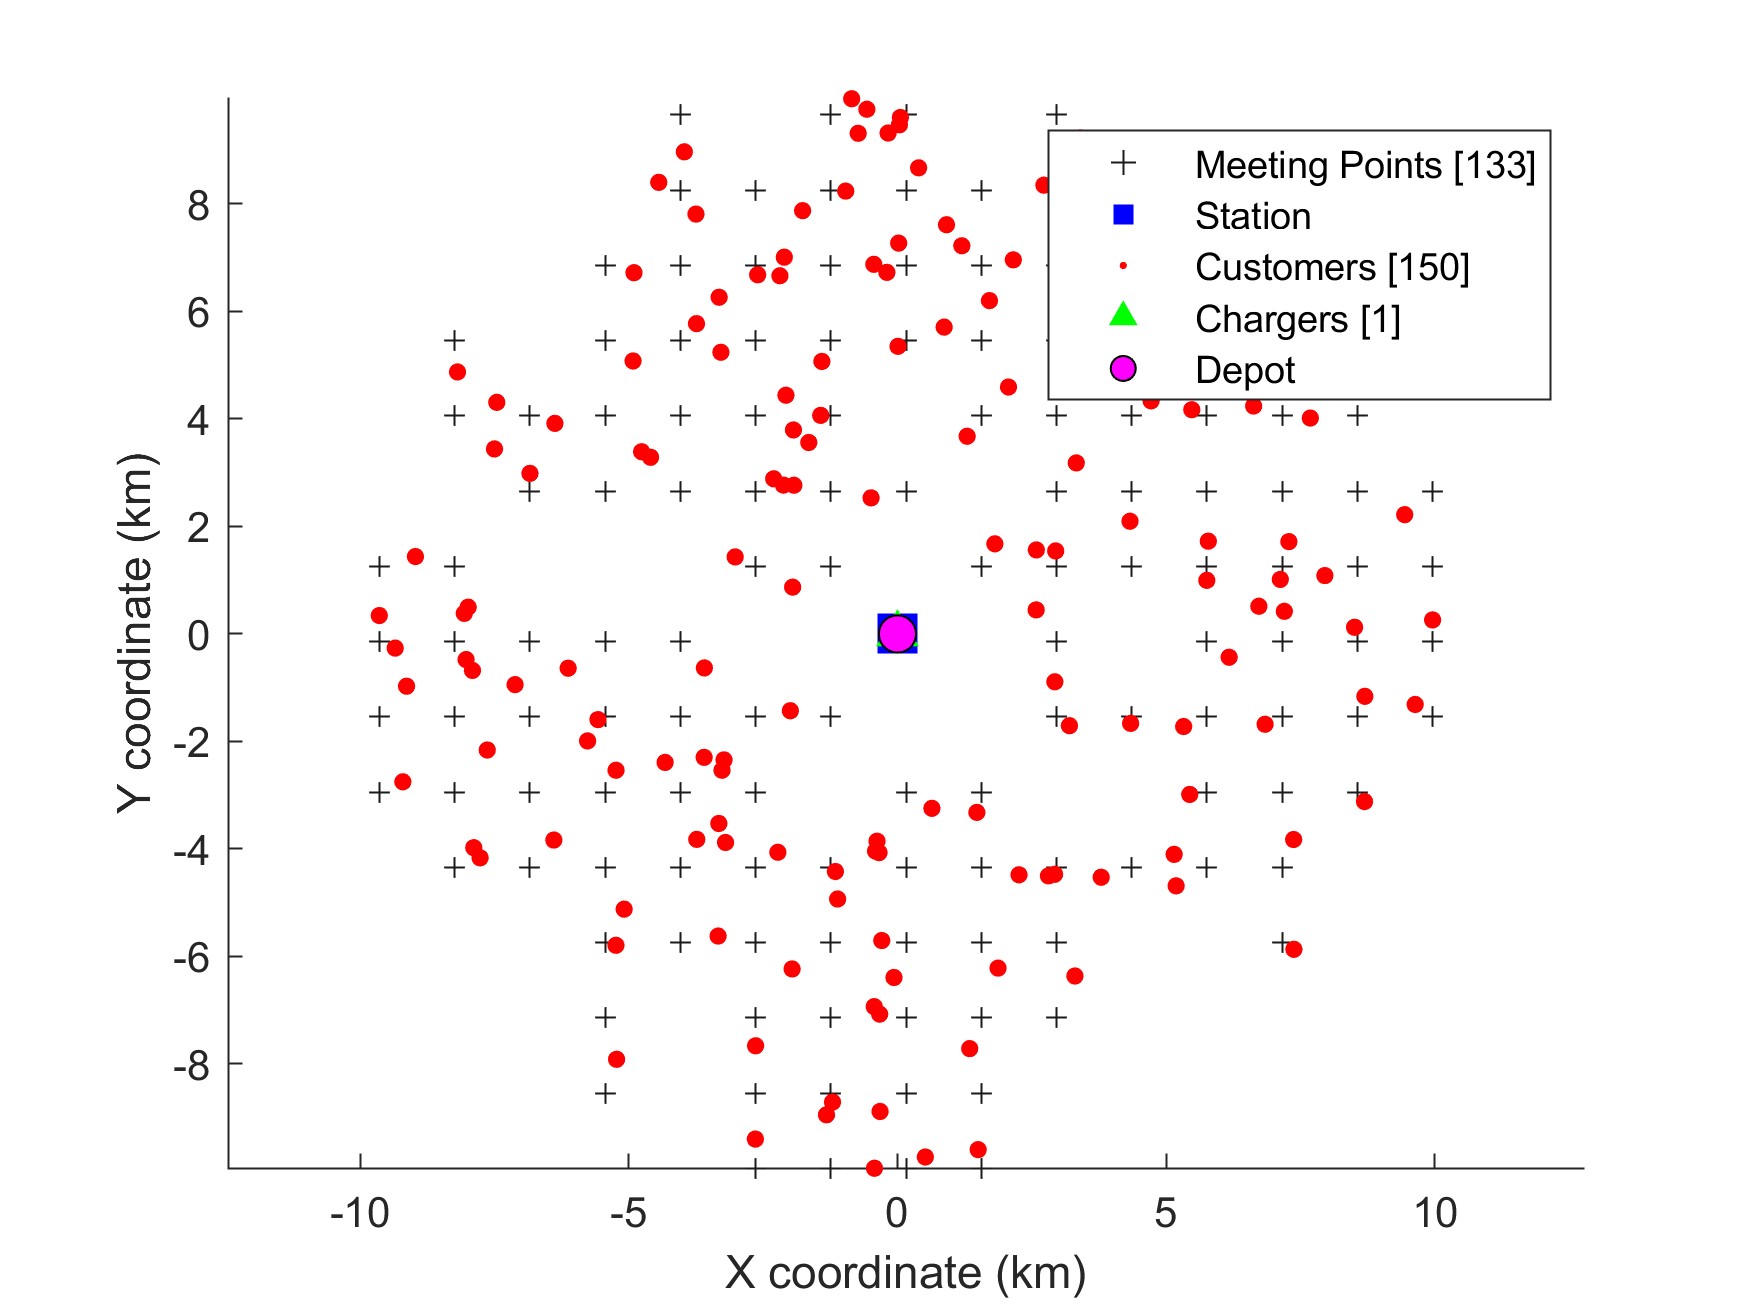 Meeting Points [133]
Station
Customers [150]
Chargers [1]
Depot
8
6
4
2
0
-2
-4
-6
-8
Y coordinate (km)
-10 -5 0 5 10
X coordinate (km)